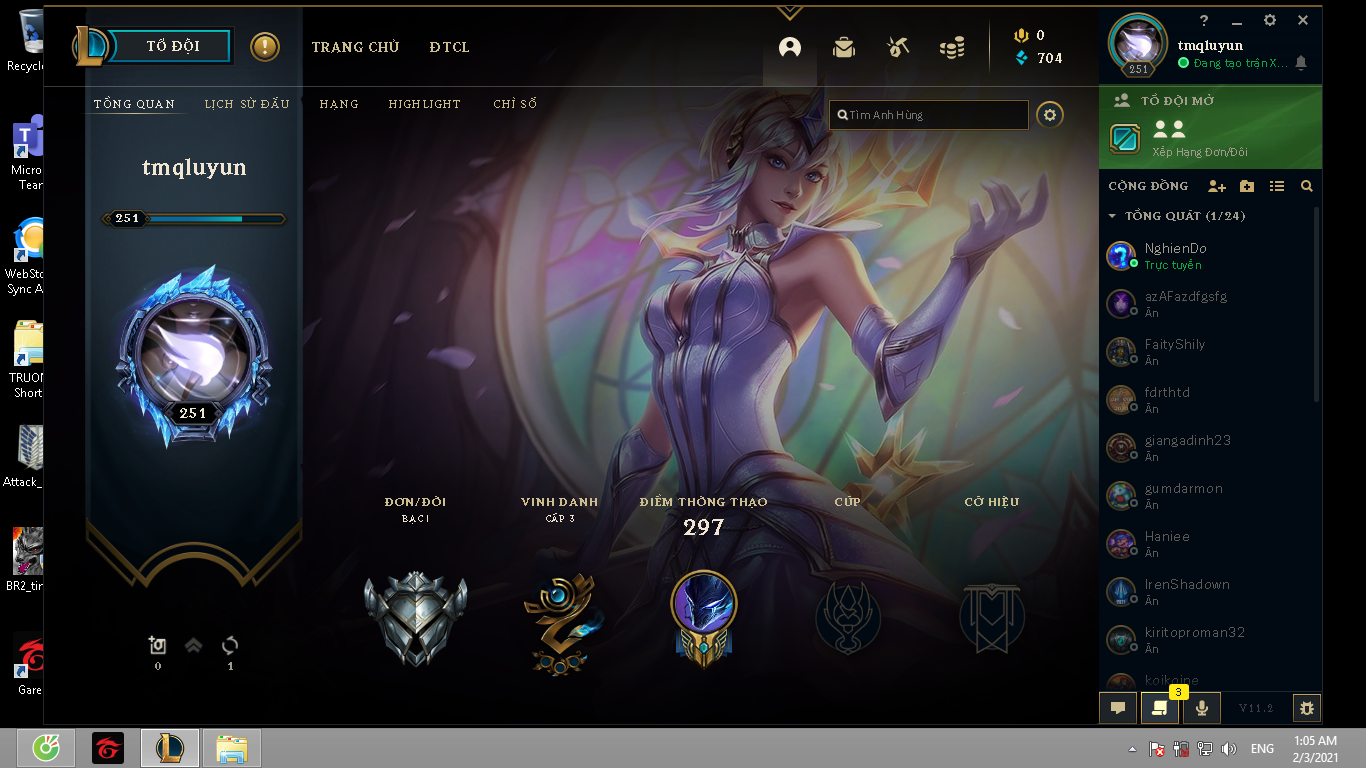 Recycle
Micro
Tear
WebSto
Sync A
TRUON
Short
Attack_
BR2_tir
Gare
TỔ ĐỘI
TRANG CHỦ
ĐTCL
0
704
?
tmqluyun
Đang tạo trận X...
251
TỔNG QUAN
LỊCH SỬ ĐẤU
HẠNG
HIGHLIGHT
CHỈ SỐ
Tìm Anh Hùng
tmqluyun
251
251
ĐƠN/ĐÔI
BẠC I
VINH DANH
CẤP 3
ĐIỂM THÔNG THẠO
297
CÚP
CỜ HIỆU
0
1
TỔ ĐỘI MỞ
Xếp Hạng Đơn/Đôi
CỘNG ĐỒNG
TỔNG QUÁT (1/24)
NghienDo
Trực tuyến
azAFazdfgsfg
Ẩn
FaityShily
Ẩn
fdrthtd
Ẩn
giangadinh23
Ẩn
gumdarmon
Ẩn
Haniee
Ẩn
IrenShadown
Ẩn
kiritoproman32
Ẩn
3
V11.2
ENG
1:05 AM
2/3/2021